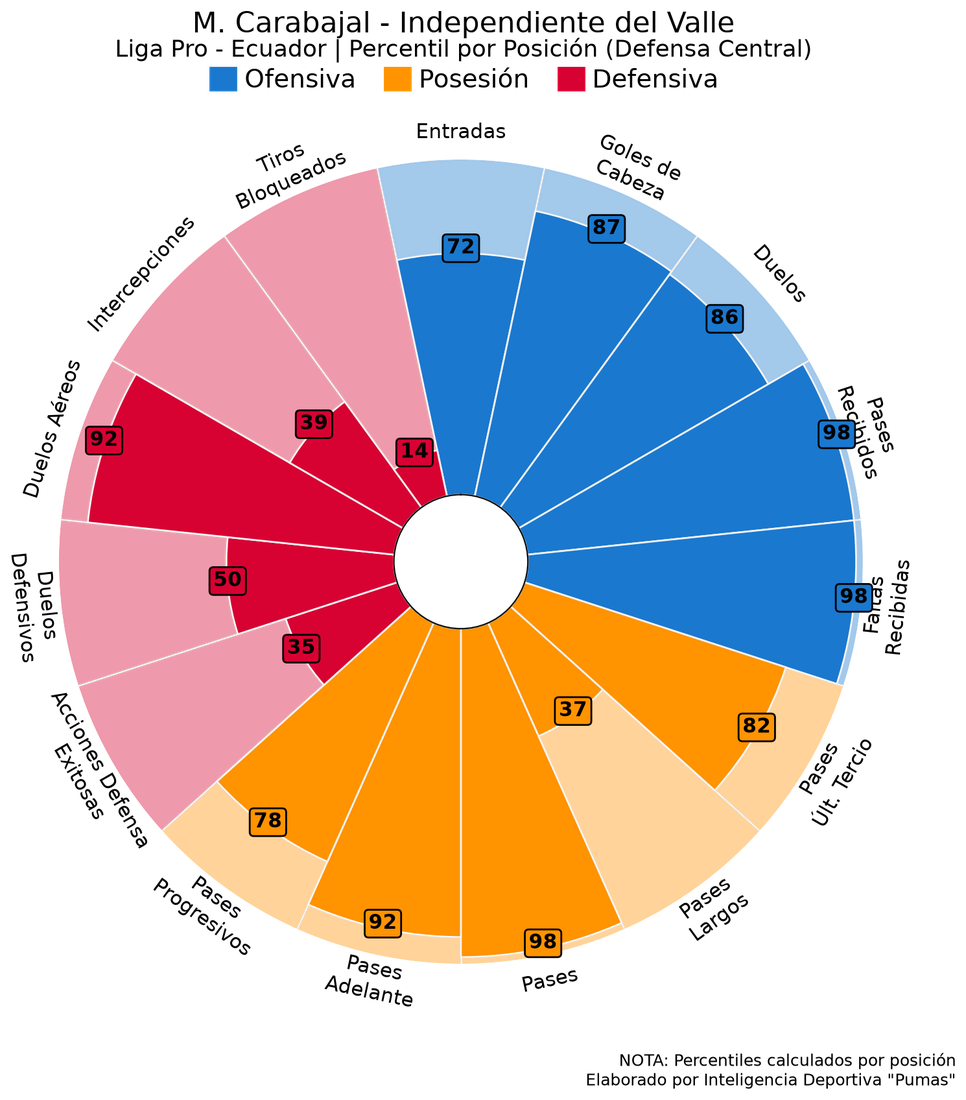 M. Carabajal - Independiente del Valle
Liga Pro - Ecuador | Percentil por Posición (Defensa Central)
Ofensiva Posesión Defensiva
Entradas
72
Goles de
Cabeza
87
Duelos
86
Pases
Recibidos
98
Faltas
Recibidas
98
Pases
Últ. Tercio
82
Pases
Largos
37
Pases
98
Pases
Adelante
92
Pases
Progresivos
78
Acciones Defensa
Exitosas
35
Duelos
Defensivos
50
Duelos Aéreos
92
Intercepciones
39
Tiros
Bloqueados
14
NOTA: Percentiles calculados por posición
Elaborado por Inteligencia Deportiva "Pumas"